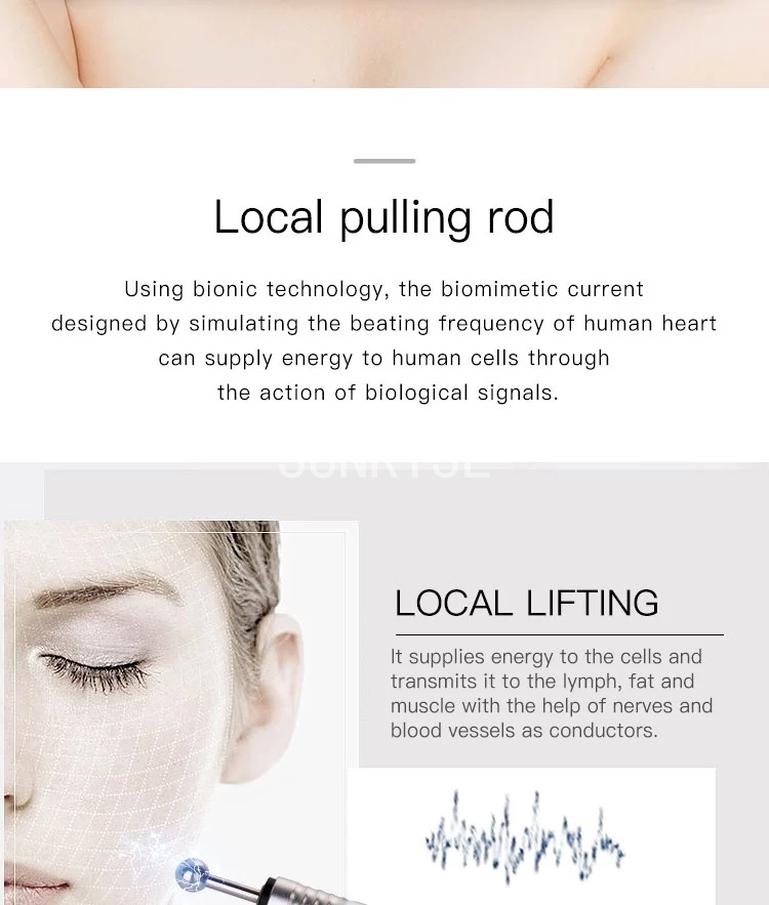 Local pulling rod
Using bionic technology, the biomimetic current
designed by simulating the beating frequency of human heart
can supply energy to human cells through
the action of biological signals.
SUNRYSE
LOCAL LIFTING
It supplies energy to the cells and
transmits it to the lymph, fat and
muscle with the help of nerves and
blood vessels as conductors.